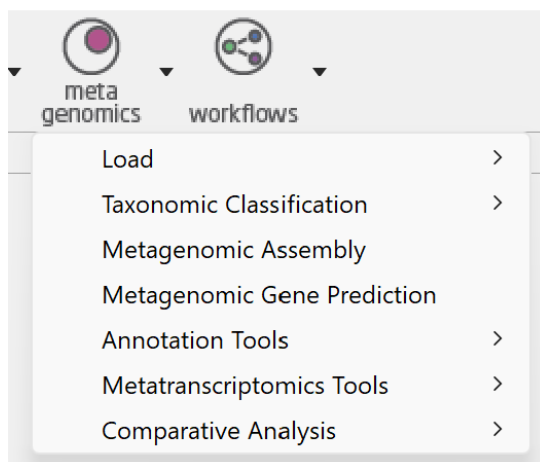 meta
genomics
workflows
Load
Taxonomic Classification
Metagenomic Assembly
Metagenomic Gene Prediction
Annotation Tools
Metatranscriptomics Tools
Comparative Analysis